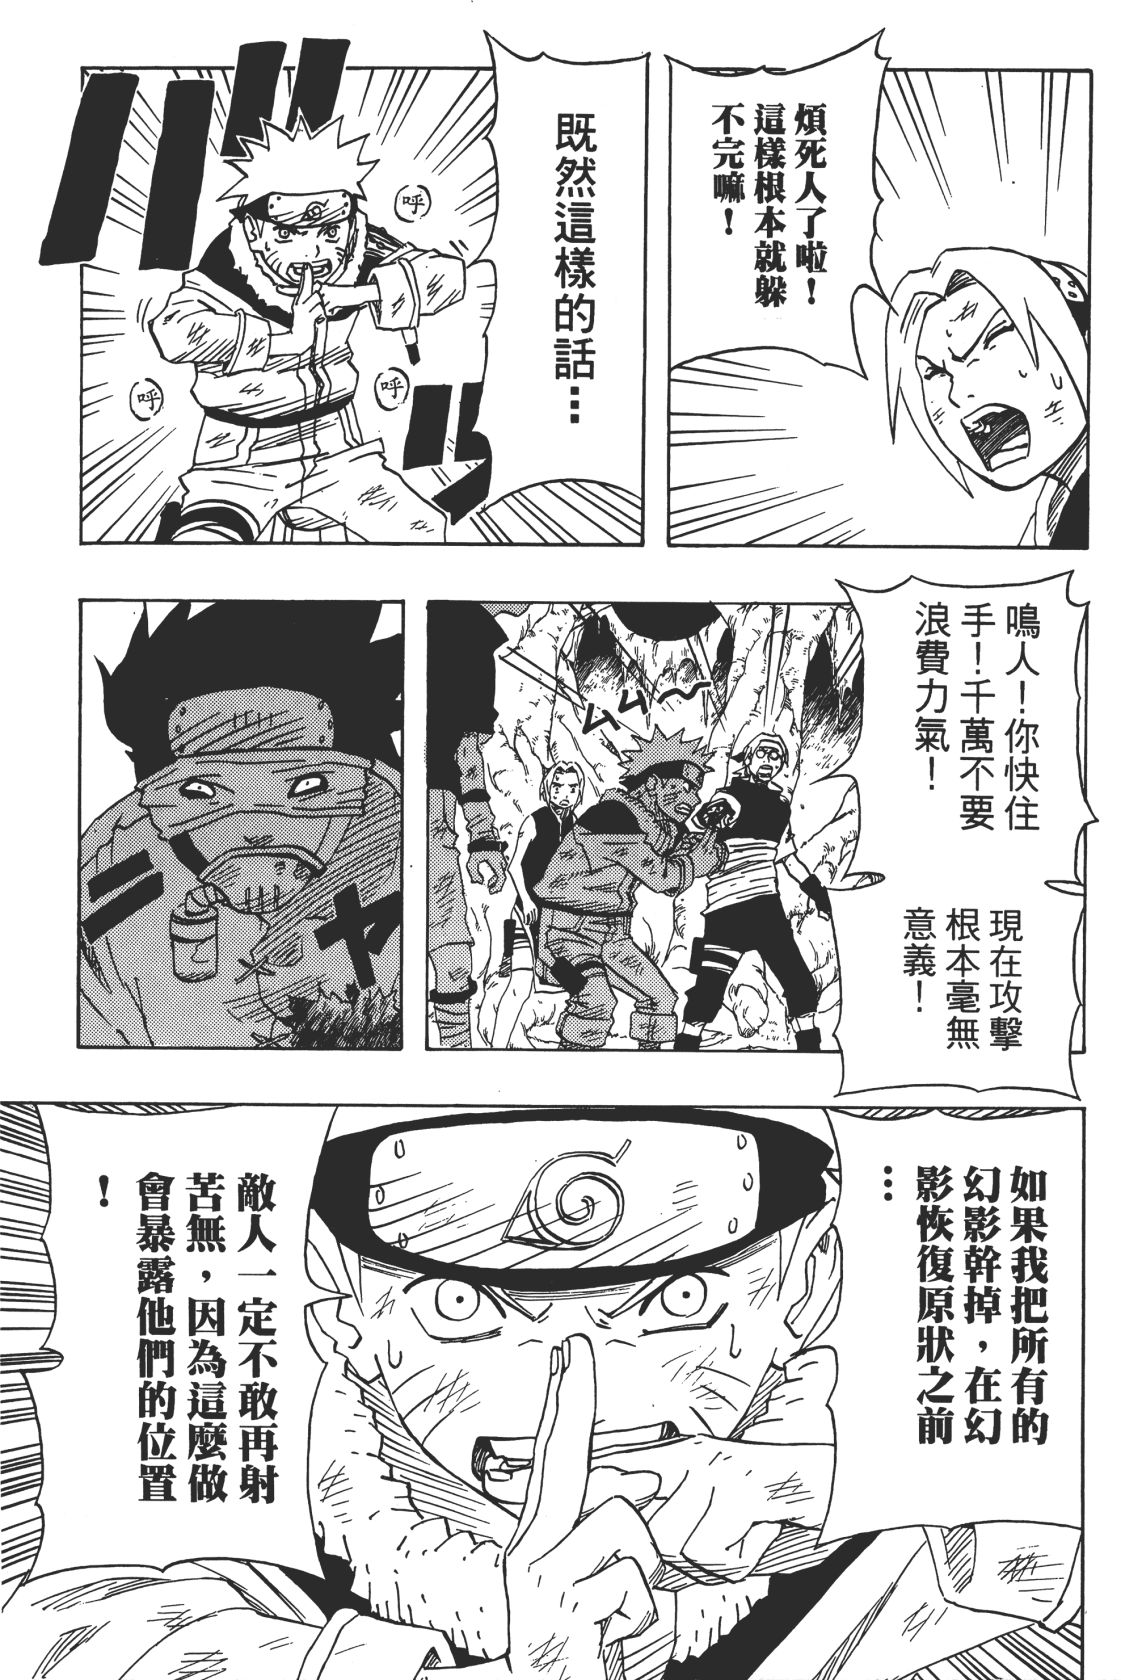 煩死人了啦！
這樣根本就躲
不完嘛！
既然這樣的話…
呼
呼
呼
鳴人！你快住
手！千萬不要
浪費力氣！
現在攻擊
根本毫無
意義！
如果我把所有的
幻影幹掉，在幻
影恢復原狀之前
…
敵人一定不敢再射
苦無，因為這麼做
會暴露他們的位置
！